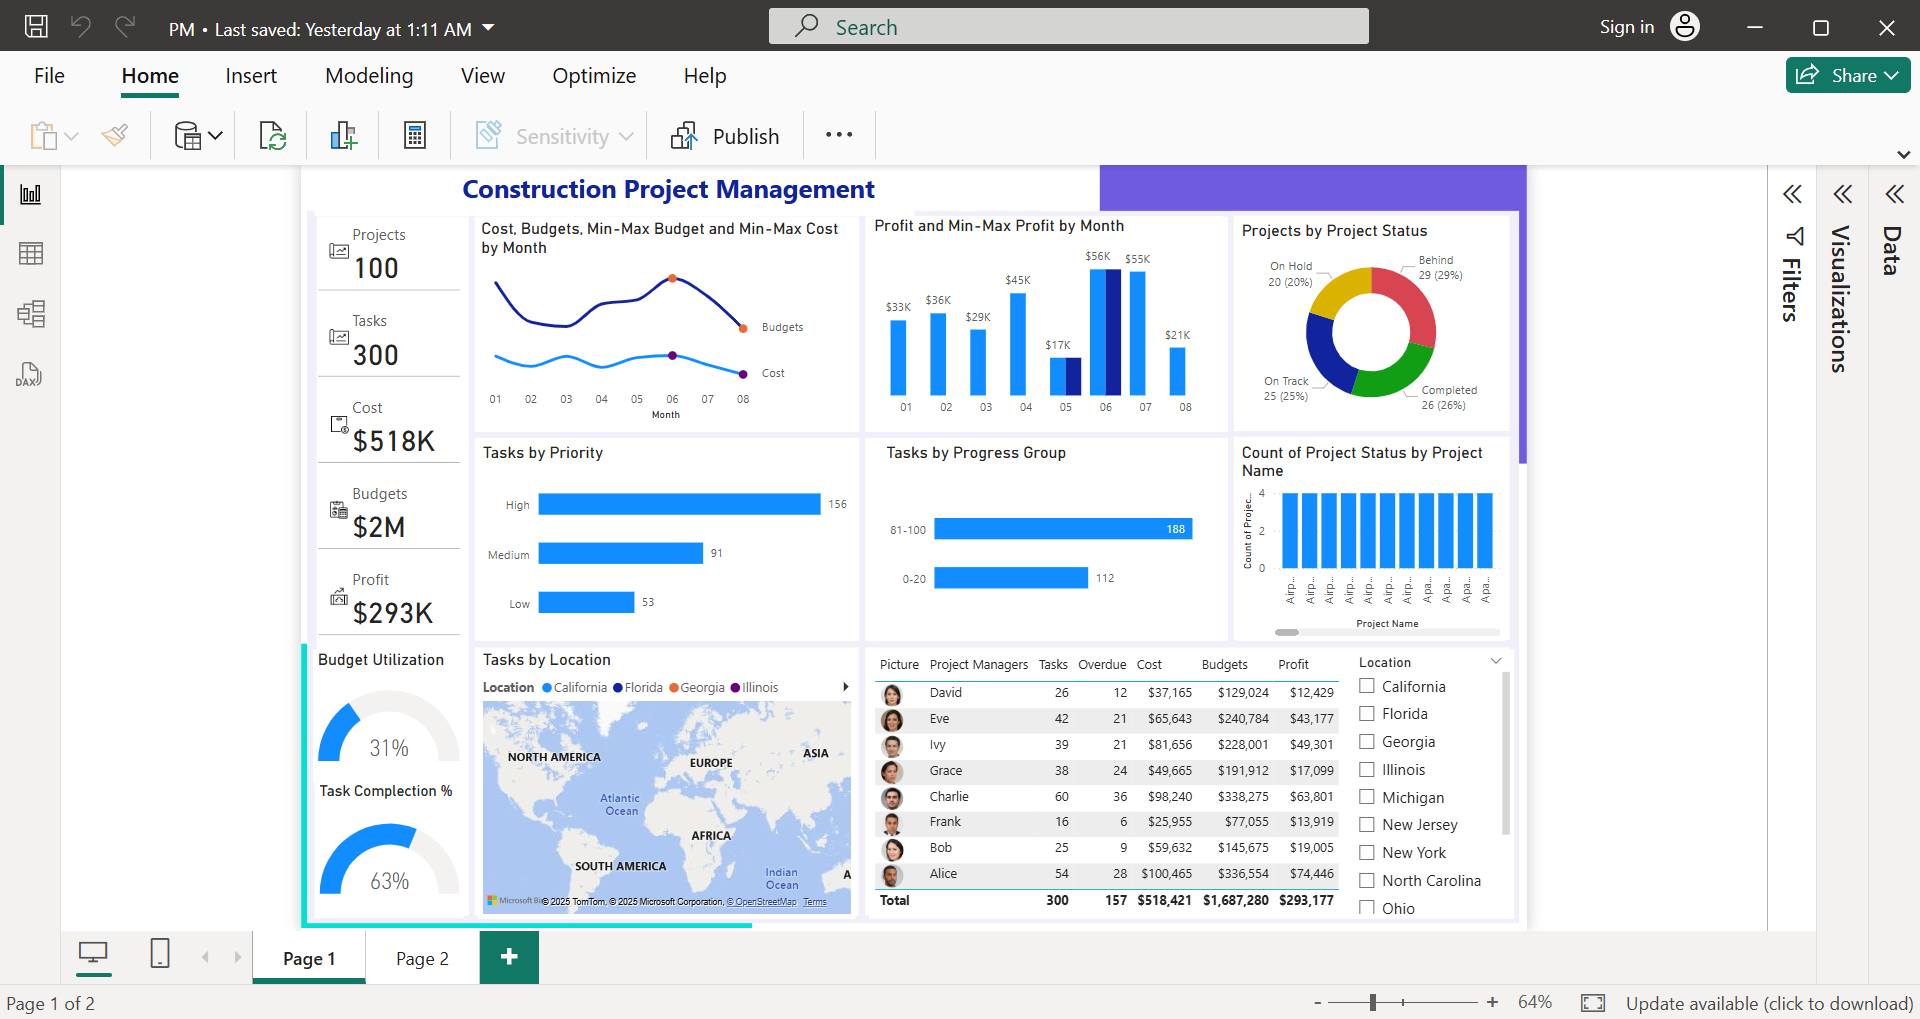 PM • Last saved: Yesterday at 1:11 AM
Search
Sign in
File Home Insert Modeling View Optimize Help
Share
Sensitivity
Publish
DAX
Construction Project Management
Projects
100
Tasks
300
Cost
$518K
Budgets
$2M
Profit
$293K
Cost, Budgets, Min-Max Budget and Min-Max Cost
by Month
Budgets
Cost
01 02 03 04 05 06 07 08
Month
Profit and Min-Max Profit by Month
$33K $36K $29K $45K $17K $56K $55K $21K
01 02 03 04 05 06 07 08
Projects by Project Status
On Hold
20 (20%)
Behind
29 (29%)
On Track
25 (25%)
Completed
26 (26%)
Tasks by Priority
High 156
Medium 91
Low 53
Tasks by Progress Group
81-100 188
0-20 112
Count of Project Status by Project
Name
Count of Projec...
4
2
0
Airp... Airp... Airp... Airp... Airp... Airp... Airp... Apa... Apa... Apa... Apa...
Project Name
Budget Utilization
31%
Task Complection %
63%
Tasks by Location
Location California Florida Georgia Illinois
NORTH AMERICA
EUROPE
ASIA
Atlantic
Ocean
AFRICA
SOUTH AMERICA
Indian
Ocean
A
Microsoft Bi
© 2025 TomTom, © 2025 Microsoft Corporation, © OpenStreetMap Terms
Picture Project Managers Tasks Overdue Cost Budgets Profit
David 26 12 $37,165 $129,024 $12,429
Eve 42 21 $65,643 $240,784 $43,177
Ivy 39 21 $81,656 $228,001 $49,301
Grace 38 24 $49,665 $191,912 $17,099
Charlie 60 36 $98,240 $338,275 $63,801
Frank 16 6 $25,955 $77,055 $13,919
Bob 25 9 $59,632 $145,675 $19,005
Alice 54 28 $100,465 $336,554 $74,446
Total 300 157 $518,421 $1,687,280 $293,177
Location
California
Florida
Georgia
Illinois
Michigan
New Jersey
New York
North Carolina
Ohio
Filters
Visualizations
Data
Page 1
Page 2
+
Page 1 of 2
- + 64%
Update available (click to download)